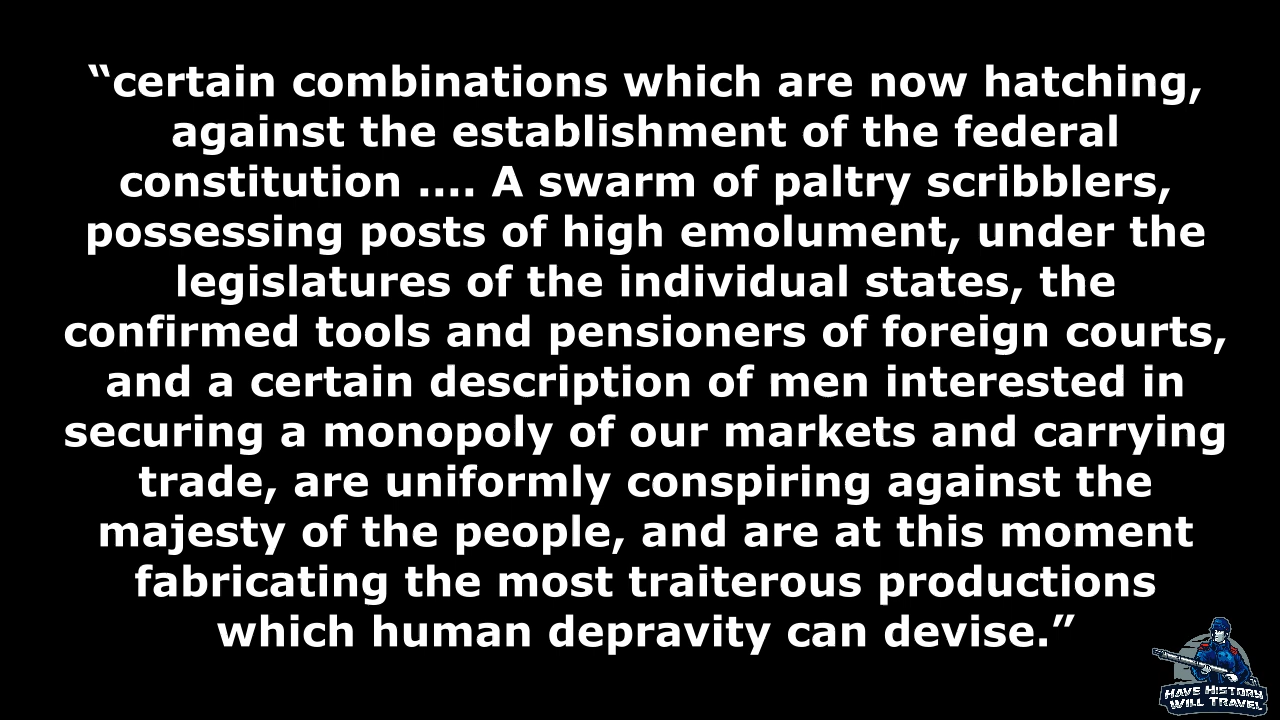 “certain combinations which are now hatching,
against the establishment of the federal
constitution .... A swarm of paltry scribblers,
possessing posts of high emolument, under the
legislatures of the individual states, the
confirmed tools and pensioners of foreign courts,
and a certain description of men interested in
securing a monopoly of our markets and carrying
trade, are uniformly conspiring against the
majesty of the people, and are at this moment
fabricating the most traiterous productions
which human depravity can devise.”
HAVE HISTORY
WILL TRAVEL